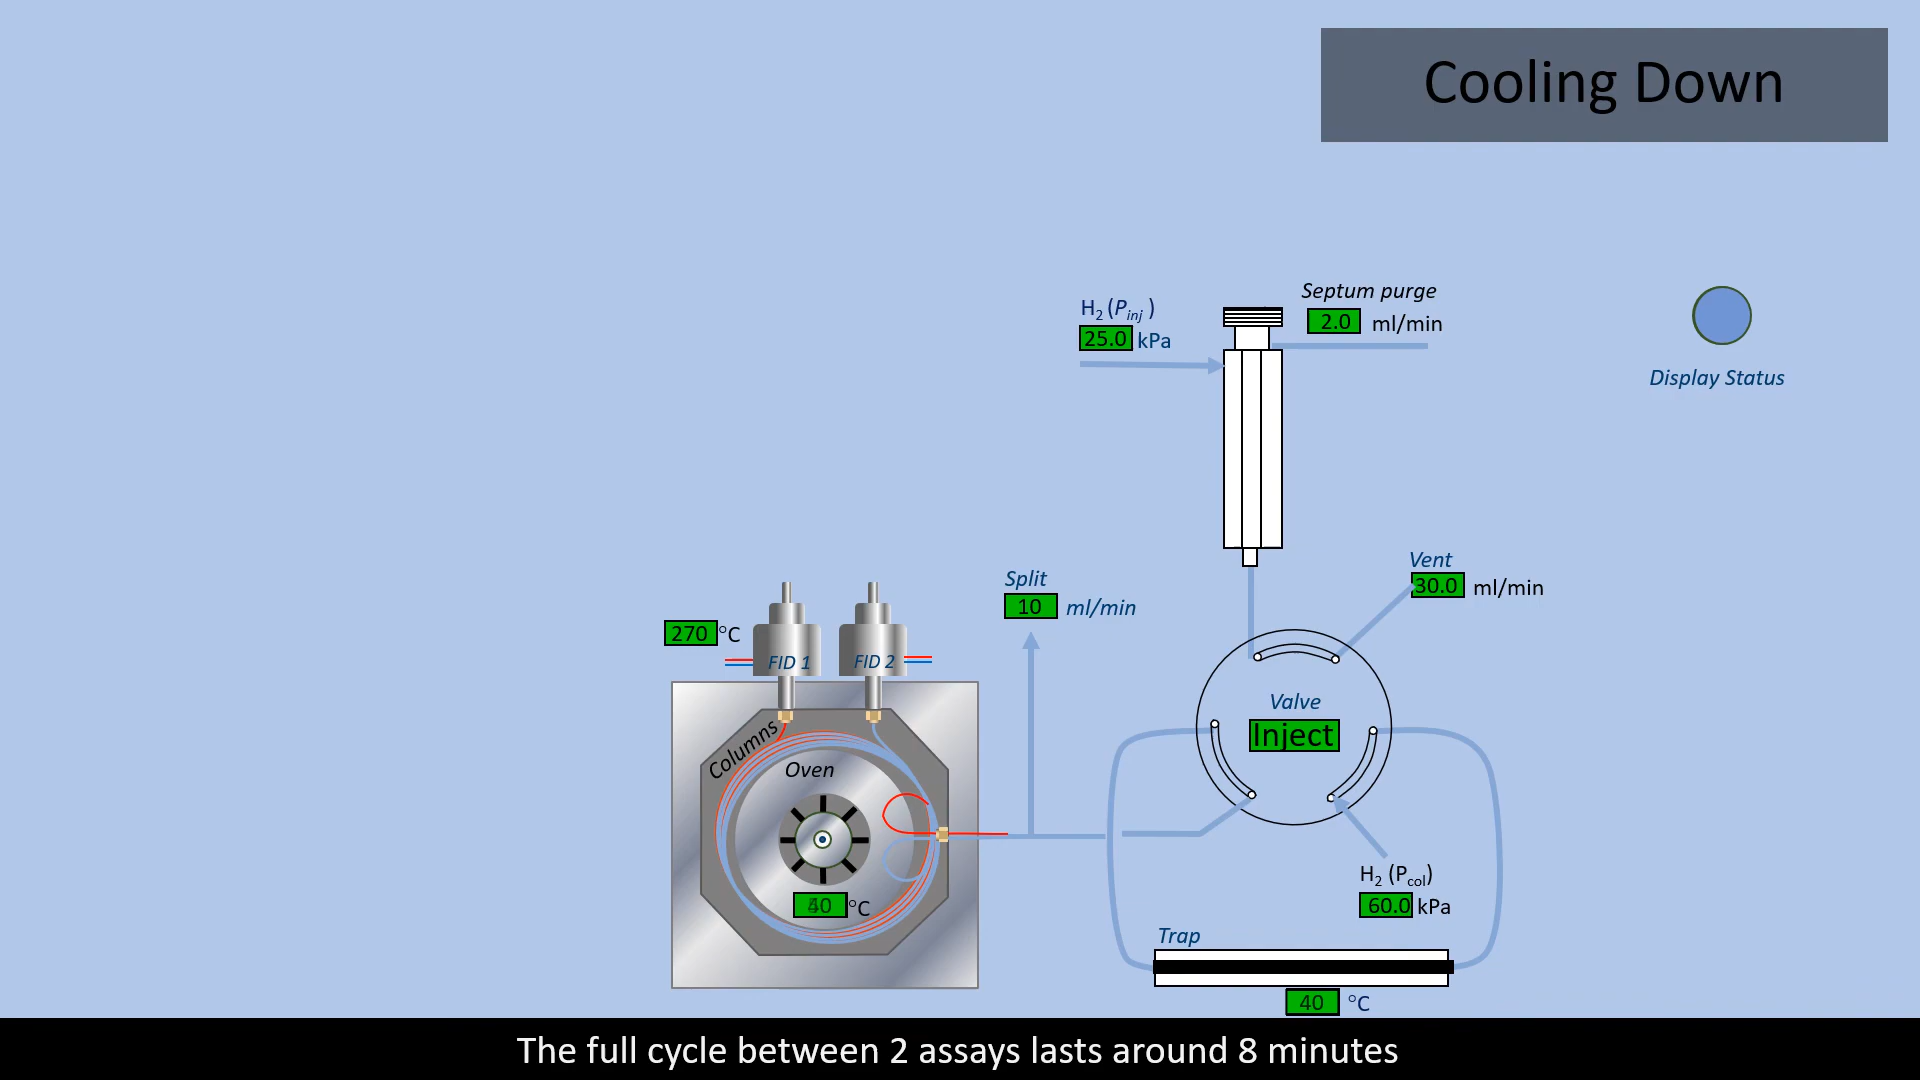 Cooling Down
Septum purge
2.0 ml/min
H₂ (Pinj )
25.0 kPa
Display Status
Vent
30.0 ml/min
Split
10 ml/min
270 °C
FID 1
FID 2
Valve
Inject
Columns
Oven
°C
H₂ (Pcol)
60.0 kPa
Trap
40 °C
The full cycle between 2 assays lasts around 8 minutes